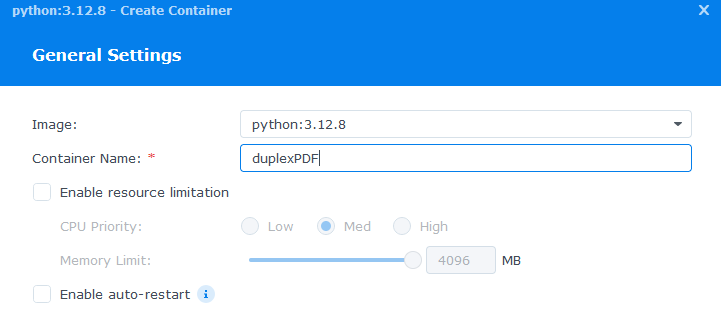 python:3.12.8 - Create Container
General Settings
Image: python:3.12.8
Container Name: * duplexPDF
Enable resource limitation
CPU Priority: Low Med High
Memory Limit: 4096 MB
Enable auto-restart i